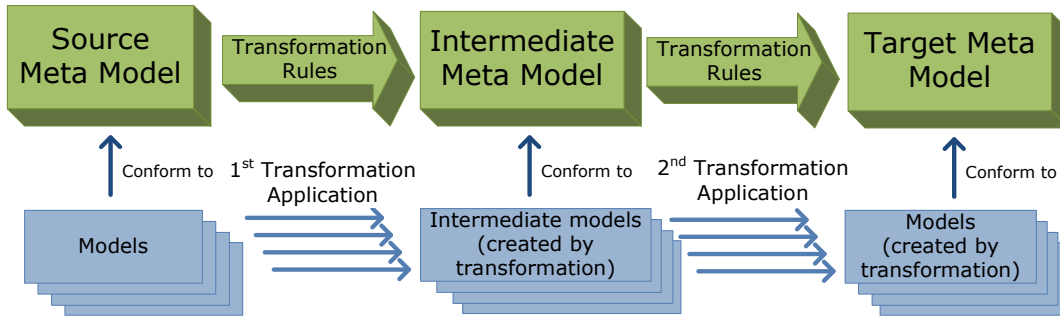 Source
Meta Model
Transformation
Rules
Intermediate
Meta Model
Transformation
Rules
Target Meta
Model
Conform to
1st Transformation
Application
Conform to
2nd Transformation
Application
Conform to
Models
Intermediate models
(created by
transformation)
Models
(created by
transformation)